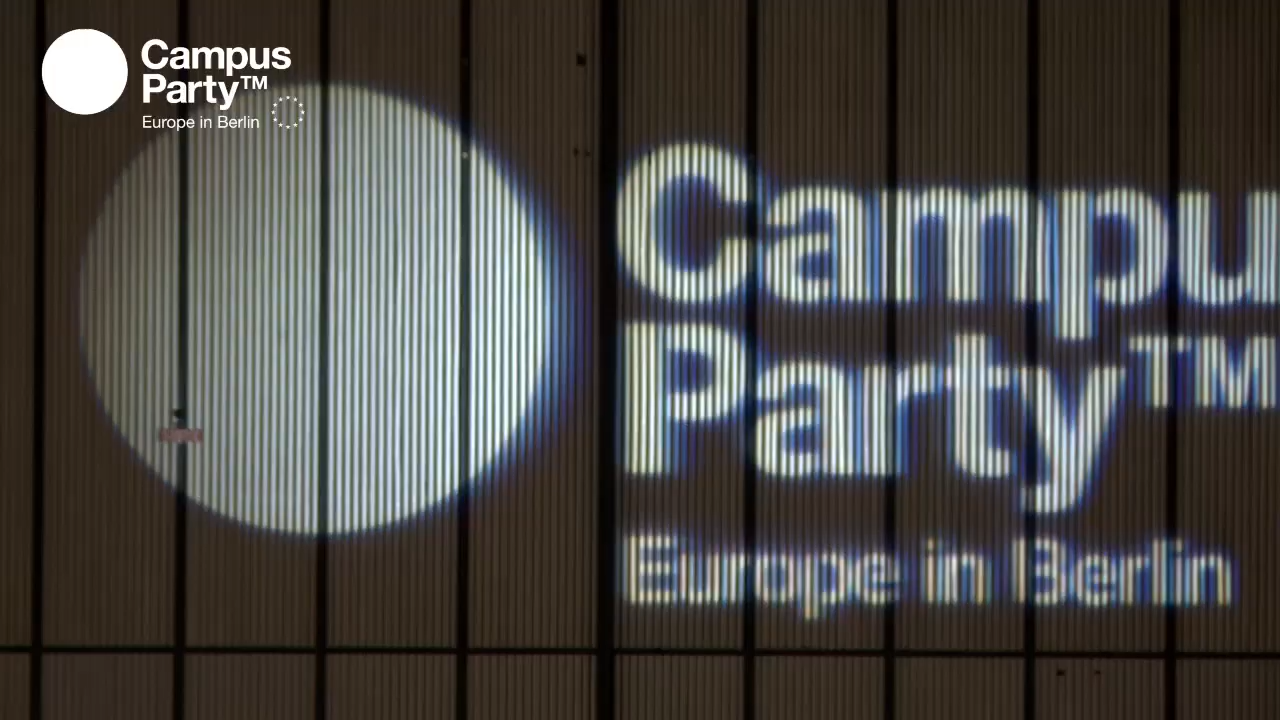 Campus
Party™
Europe in Berlin
Campu
Party™
Europe in Berlin